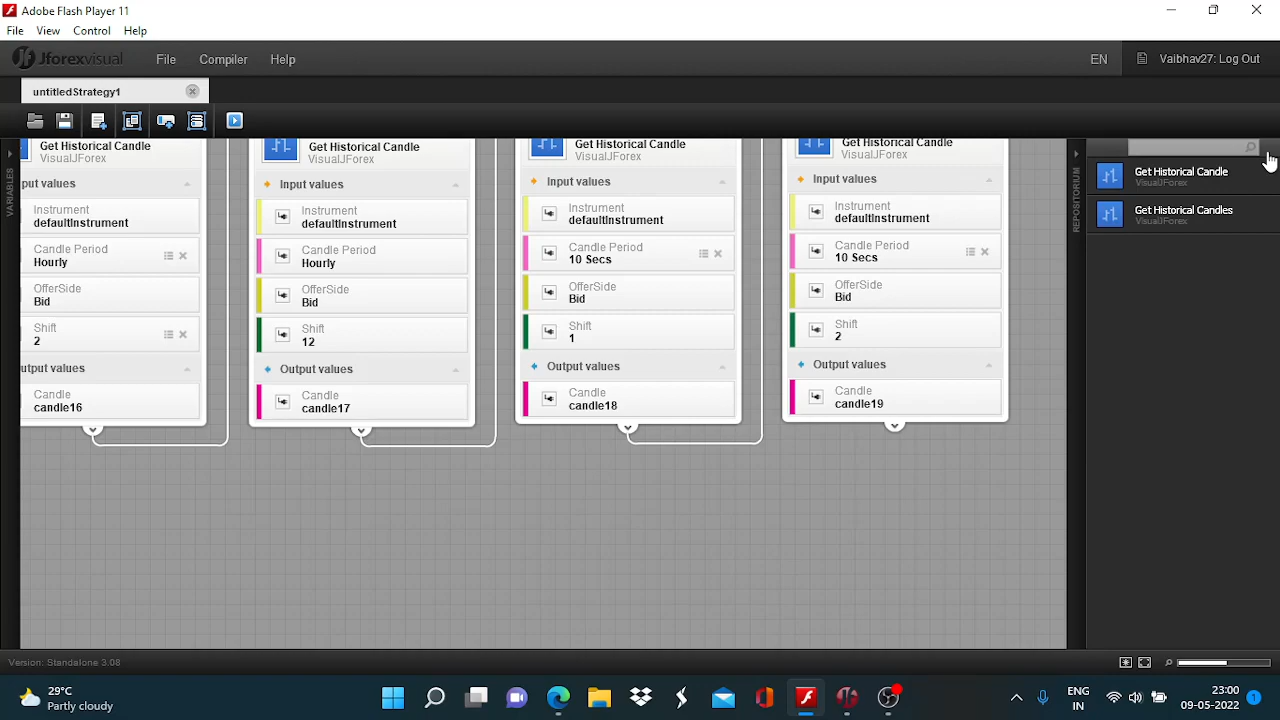 Adobe Flash Player 11
File View Control Help
Jforexvisual File Compiler Help EN Vaibhav27: Log Out
untitledStrategy1
VARIABLES
Get Historical Candle
put values
Instrument
defaultInstrument
Candle Period
Hourly
OfferSide
Bid
Shift
2
utput values
Candle
candle16
Get Historical Candle
VisualJForex
Input values
Instrument
defaultInstrument
Candle Period
Hourly
OfferSide
Bid
Shift
12
Output values
Candle
candle17
Get Historical Candle
VisualJForex
Input values
Instrument
defaultInstrument
Candle Period
10 Secs
OfferSide
Bid
Shift
1
Output values
Candle
candle18
Get Historical Candle
VisualJForex
Input values
Instrument
defaultInstrument
Candle Period
10 Secs
OfferSide
Bid
Shift
2
Output values
Candle
candle19
REPOSITORIUM
Get Historical Candle
VisualJForex
Get Historical Candles
VisualJForex
VisualJForex
Version: Standalone 3.08
29°C
Partly cloudy
ENG
IN
23:00
09-05-2022
1